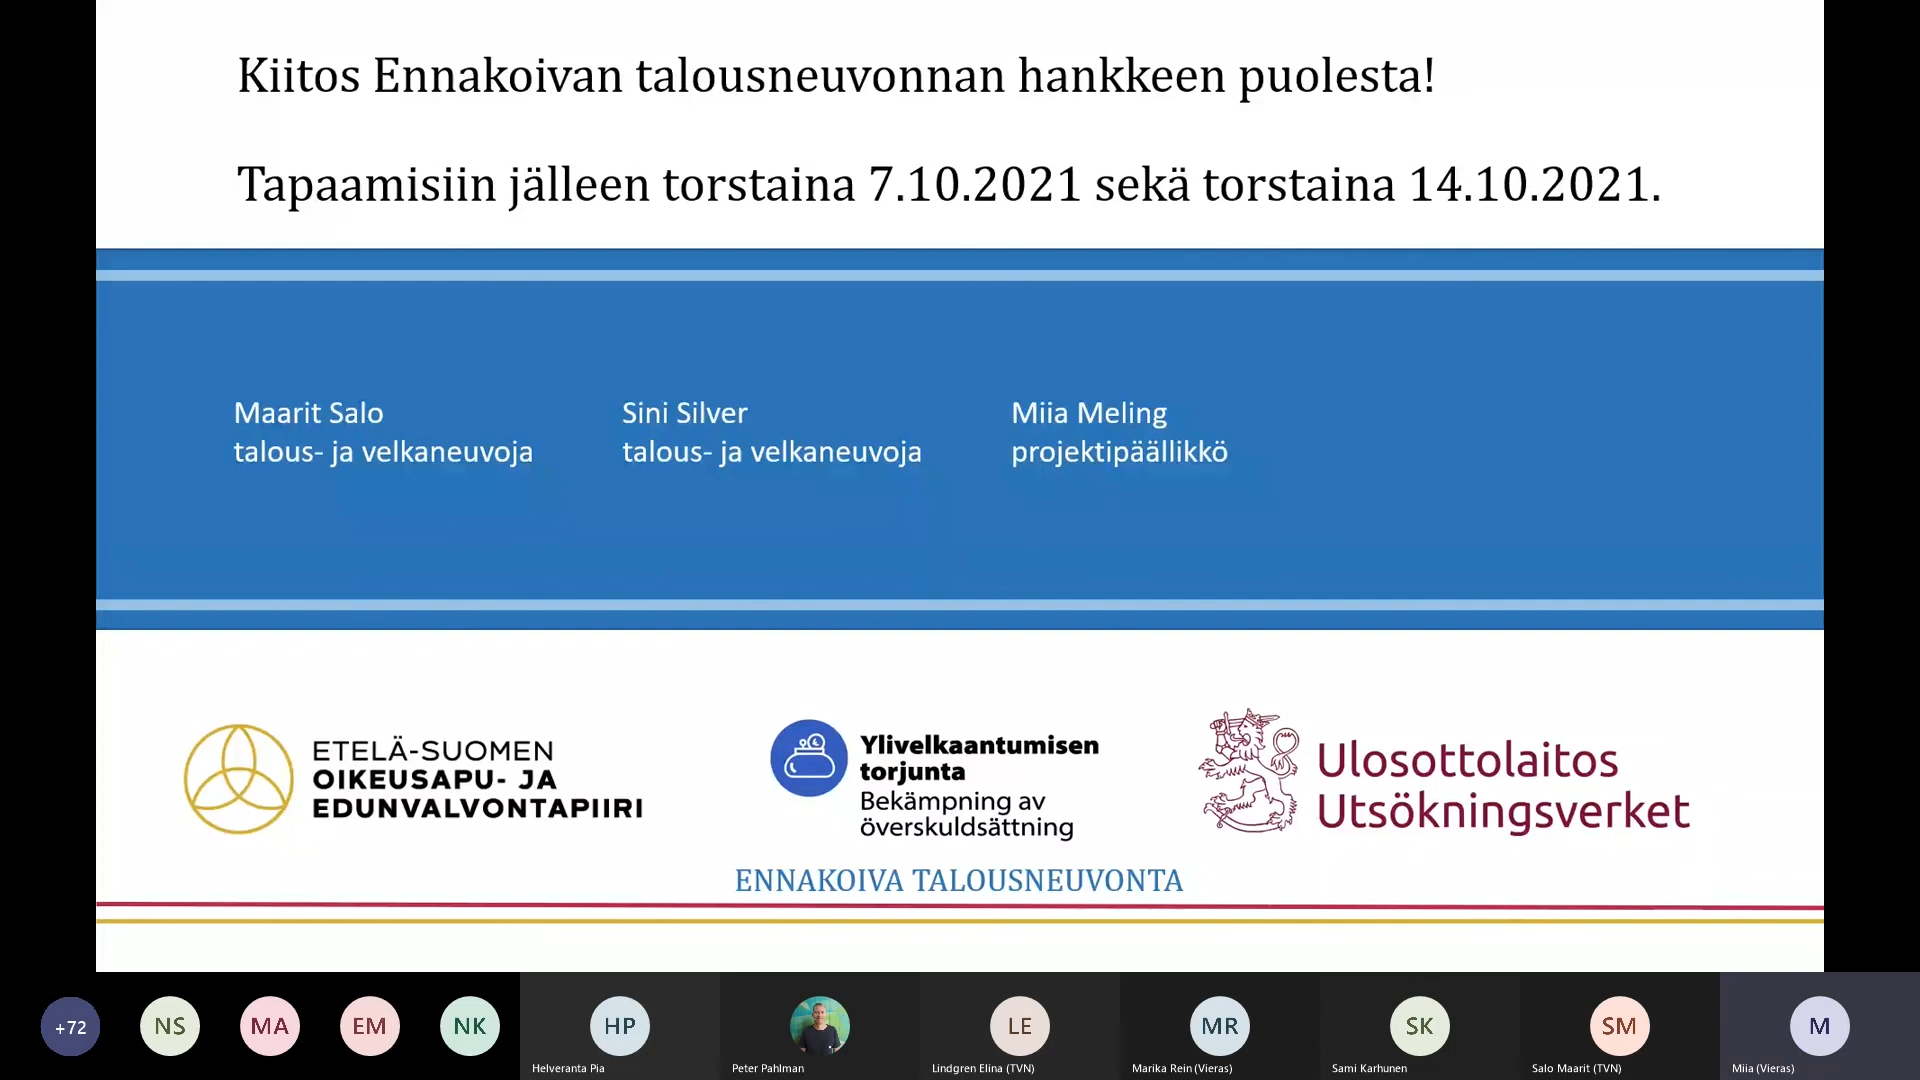 Kiitos Ennakoivan talousneuvonnan hankkeen puolesta!
Tapaamisiin jälleen torstaina 7.10.2021 sekä torstaina 14.10.2021.
Maarit Salo
talous- ja velkaneuvoja
Sini Silver
talous- ja velkaneuvoja
Miia Meling
projektipäällikkö
ETELÄ-SUOMEN
OIKEUSAPU- JA
EDUNVALVONTAPIIRI
Ylivelkaantumisen
torjunta
Bekämpning av
överskuldsättning
Ulosottolaitos
Utsökningsverket
ENNAKOIVA TALOUSNEUVONTA
+72
NS
MA
EM
NK
HP
Helveranta Pia
Peter Pahlman
LE
Lindgren Elina (TVN)
MR
Marika Rein (Vieras)
SK
Sami Karhunen
SM
Salo Maarit (TVN)
M
Miia (Vieras)